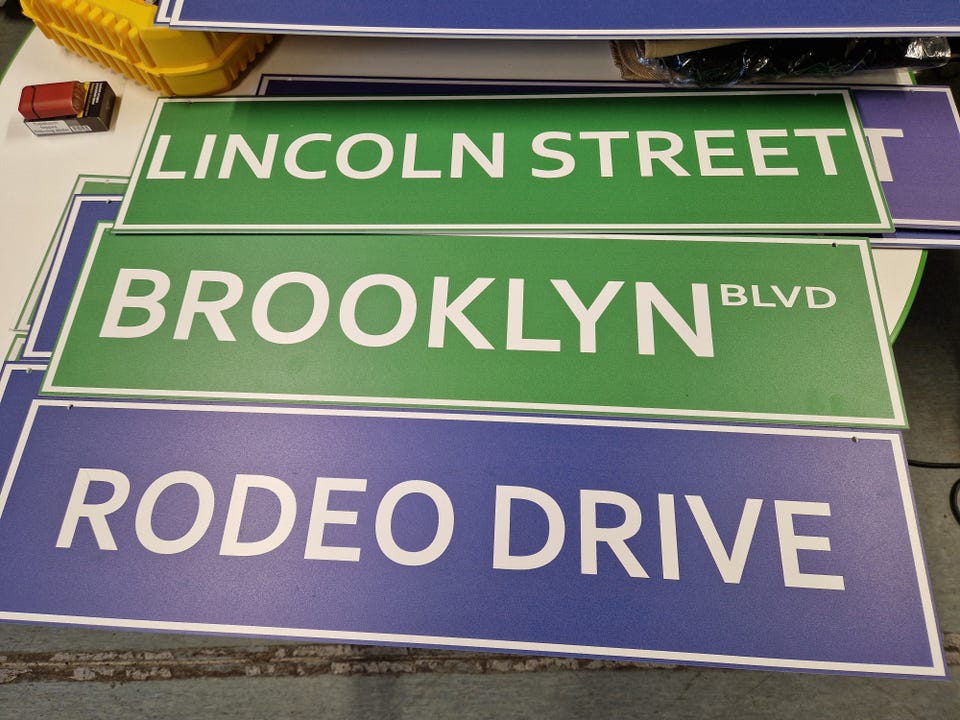 LINCOLN STREET
T
BROOKLYN BLVD
RODEO DRIVE